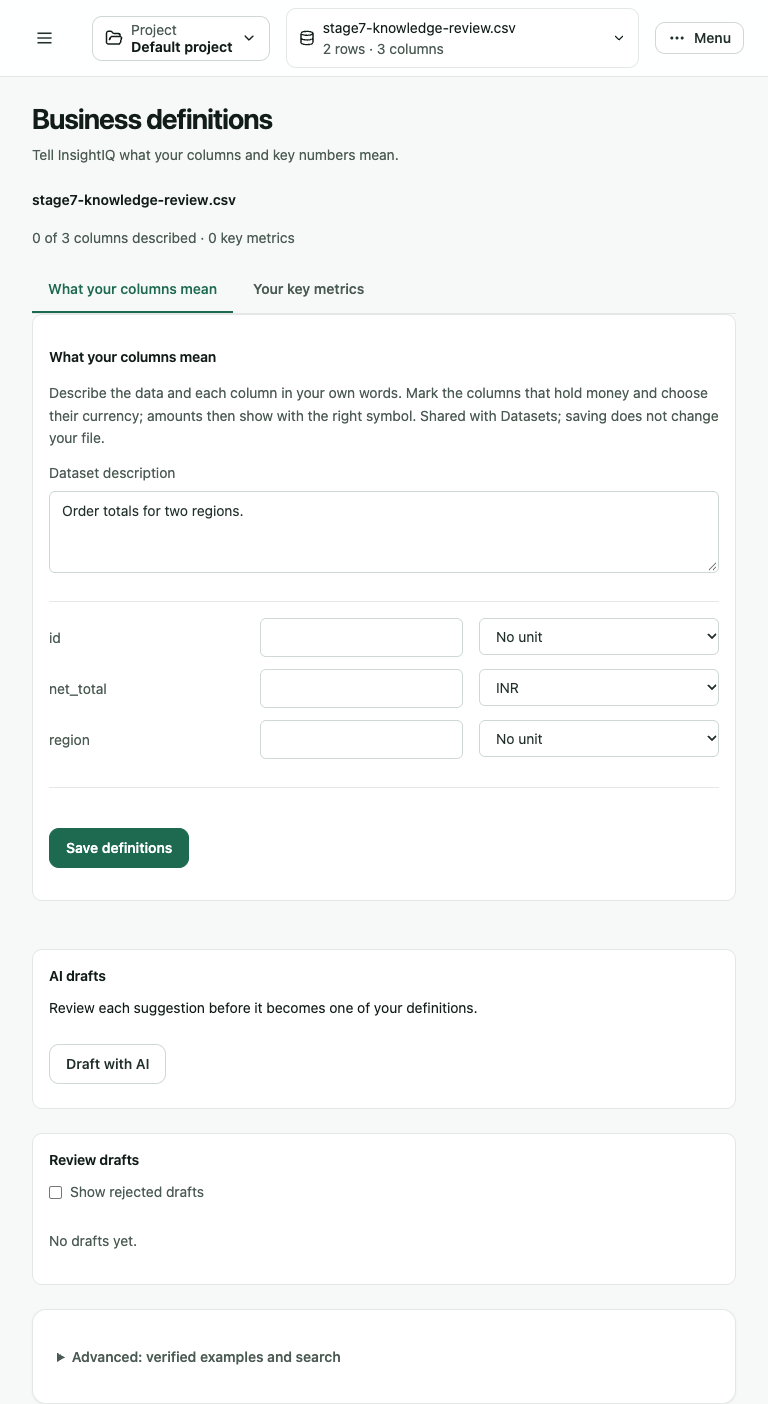 Project
Default project
stage7-knowledge-review.csv
2 rows · 3 columns
Menu
Business definitions
Tell InsightIQ what your columns and key numbers mean.
stage7-knowledge-review.csv
0 of 3 columns described · 0 key metrics
What your columns mean
Your key metrics
What your columns mean
Describe the data and each column in your own words. Mark the columns that hold money and choose
their currency; amounts then show with the right symbol. Shared with Datasets; saving does not change
your file.
Dataset description
Order totals for two regions.
id
No unit
net_total
INR
region
No unit
Save definitions
AI drafts
Review each suggestion before it becomes one of your definitions.
Draft with AI
Review drafts
Show rejected drafts
No drafts yet.
Advanced: verified examples and search